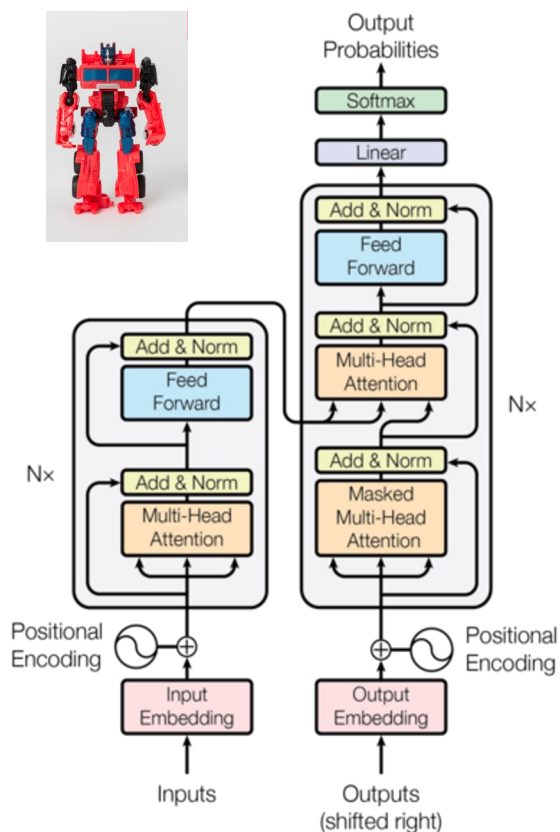 Output
Probabilities
Softmax
Linear
Add & Norm
Feed
Forward
Add & Norm
Multi-Head
Attention
Nx
Add & Norm
Masked
Multi-Head
Attention
Positional
Encoding
Output
Embedding
Outputs
(shifted right)
Add & Norm
Feed
Forward
Nx
Add & Norm
Multi-Head
Attention
Positional
Encoding
Input
Embedding
Inputs